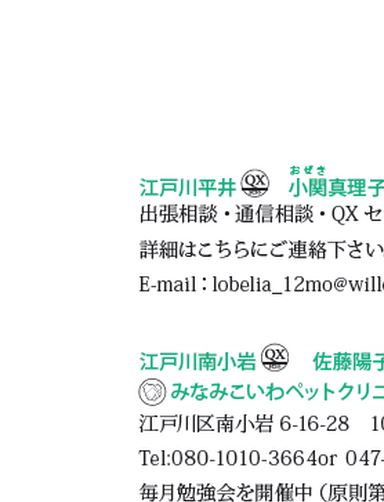 おぜき
江戸川平井 QX 小関真理子
出張相談・通信相談・QX セ
詳細はこちらにご連絡下さい
E-mail：lobelia_12mo@will
江戸川南小岩 QX 佐藤陽子
みなみこいわペットクリニ
江戸川区南小岩 6-16-28 10
Tel:080-1010-3664or 047-
毎月勉強会を開催中（原則第